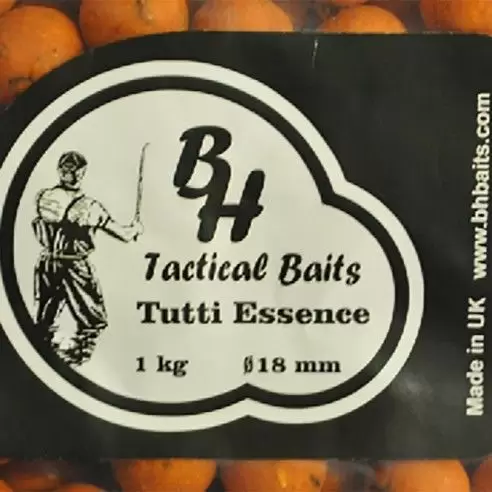 BH
Tactical Baits
Tutti Essence
1 kg ø18 mm
Made in UK www.bhbaits.com